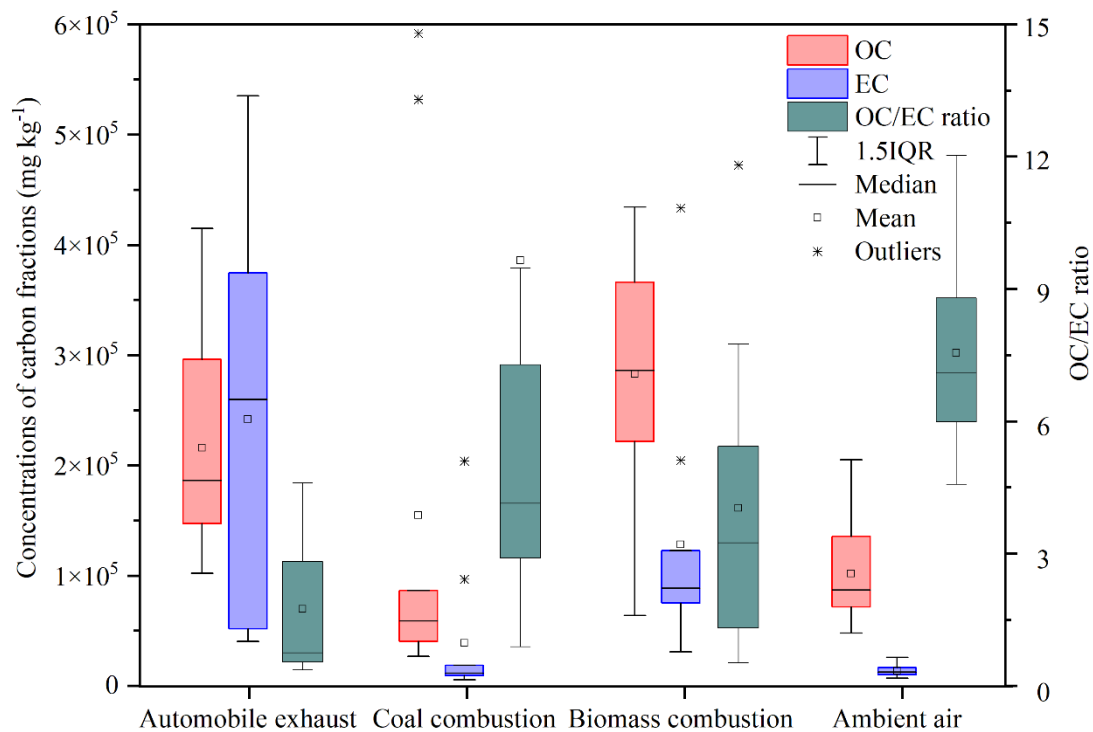 Concentrations of carbon fractions (mg kg⁻¹)
6×10⁵
5×10⁵
4×10⁵
3×10⁵
2×10⁵
1×10⁵
0
OC
EC
OC/EC ratio
1.5IQR
Median
Mean
Outliers
15
12
9
6
3
0
OC/EC ratio
Automobile exhaust Coal combustion Biomass combustion Ambient air